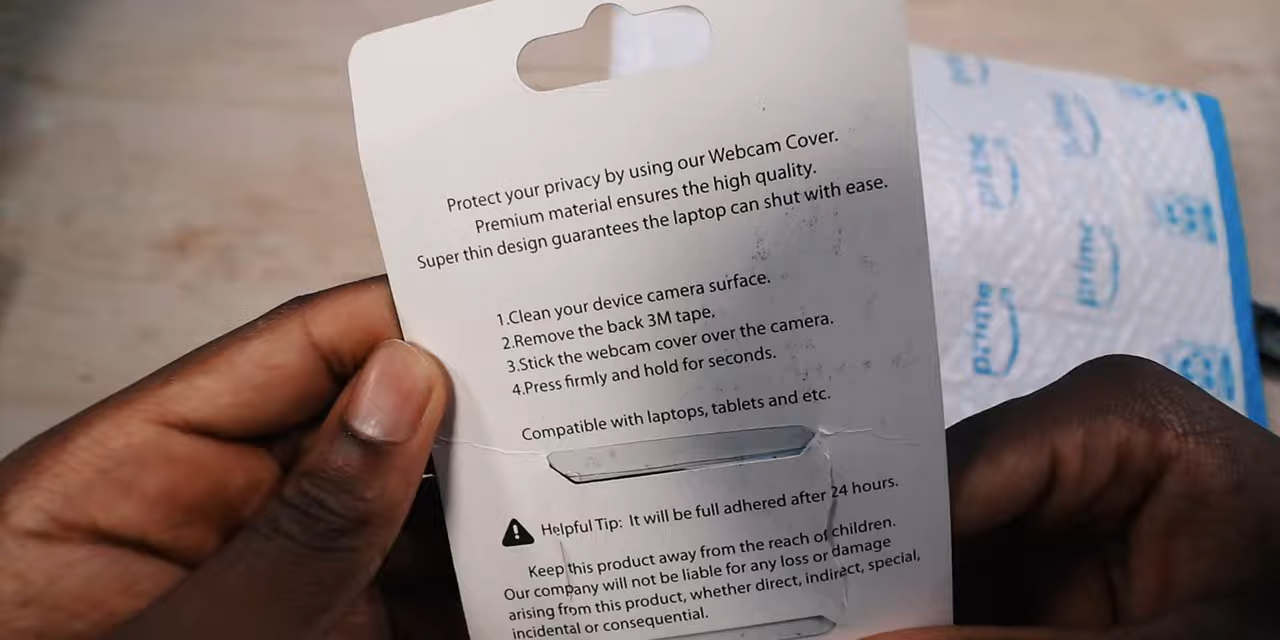 Protect your privacy by using our Webcam Cover.
Premium material ensures the high quality.
Super thin design guarantees the laptop can shut with ease.
1.Clean your device camera surface.
2.Remove the back 3M tape.
3.Stick the webcam cover over the camera.
4.Press firmly and hold for seconds.
Compatible with laptops, tablets and etc.
Helpful Tip: It will be full adhered after 24 hours.
Keep this product away from the reach of children.
Our company will not be liable for any loss or damage
arising from this product, whether direct, indirect, special,
incidental or consequential.
prime
prime
prime
prime